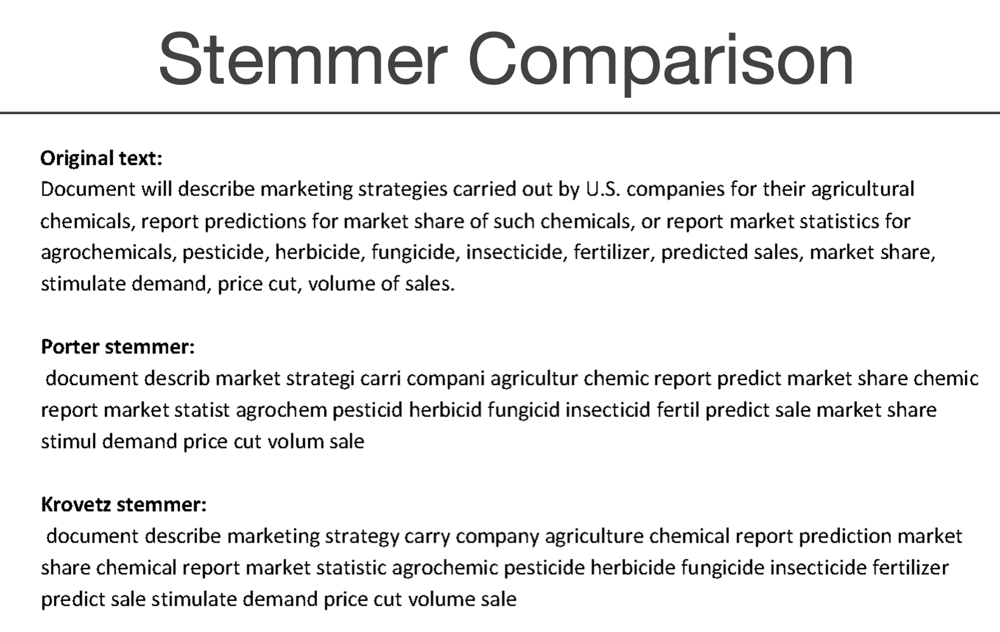 Stemmer Comparison
Original text:
Document will describe marketing strategies carried out by U.S. companies for their agricultural
chemicals, report predictions for market share of such chemicals, or report market statistics for
agrochemicals, pesticide, herbicide, fungicide, insecticide, fertilizer, predicted sales, market share,
stimulate demand, price cut, volume of sales.
Porter stemmer:
document describ market strategi carri compani agricultur chemic report predict market share chemic
report market statist agrochem pesticid herbicid fungicid insecticid fertil predict sale market share
stimul demand price cut volum sale
Krovetz stemmer:
document describe marketing strategy carry company agriculture chemical report prediction market
share chemical report market statistic agrochemic pesticide herbicide fungicide insecticide fertilizer
predict sale stimulate demand price cut volume sale